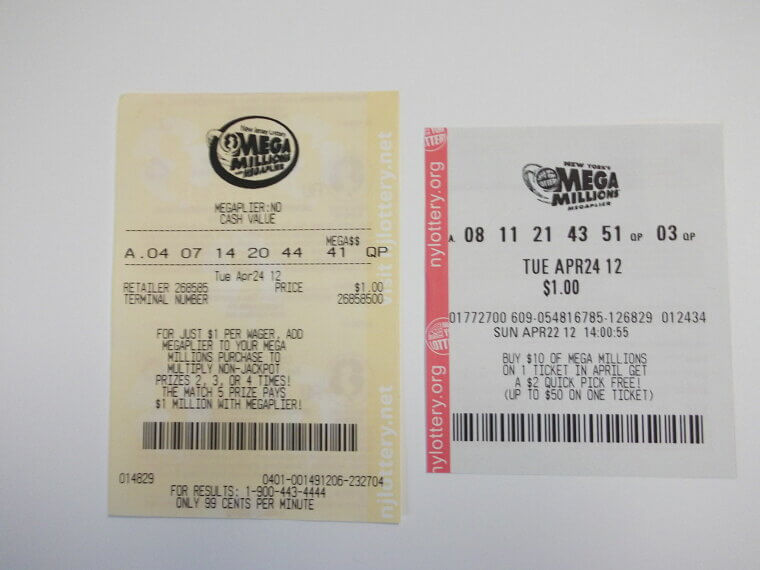 New Jersey Lottery
MEGA
MILLIONS
MEGAPLIER
MEGAPLIER:NO
CASH VALUE
MEGA$$
A.04 07 14 20 44 41 QP
Tue Apr24 12
RETAILER 268585 PRICE $1.00
TERMINAL NUMBER 26858500
FOR JUST $1 PER WAGER, ADD
MEGAPLIER TO YOUR MEGA
MILLIONS PURCHASE TO
MULTIPLY NON-JACKPOT
PRIZES 2, 3, OR 4 TIMES!
THE MATCH 5 PRIZE PAYS
$1 MILLION WITH MEGAPLIER!
014829 0401-001491206-232704
FOR RESULTS: 1-900-443-4444
ONLY 99 CENTS PER MINUTE
visit njlottery.net
njlottery.net
nylottery.org
nylottery.org
NEW YORK'S
MEGA
MILLIONS
MEGAPLIER
A. 08 11 21 43 51 QP 03 QP
TUE APR24 12
$1.00
01772700 609-054816785-126829 012434
SUN APR22 12 14:00:55
BUY $10 OF MEGA MILLIONS
ON 1 TICKET IN APRIL GET
A $2 QUICK PICK FREE!
(UP TO $50 ON ONE TICKET)